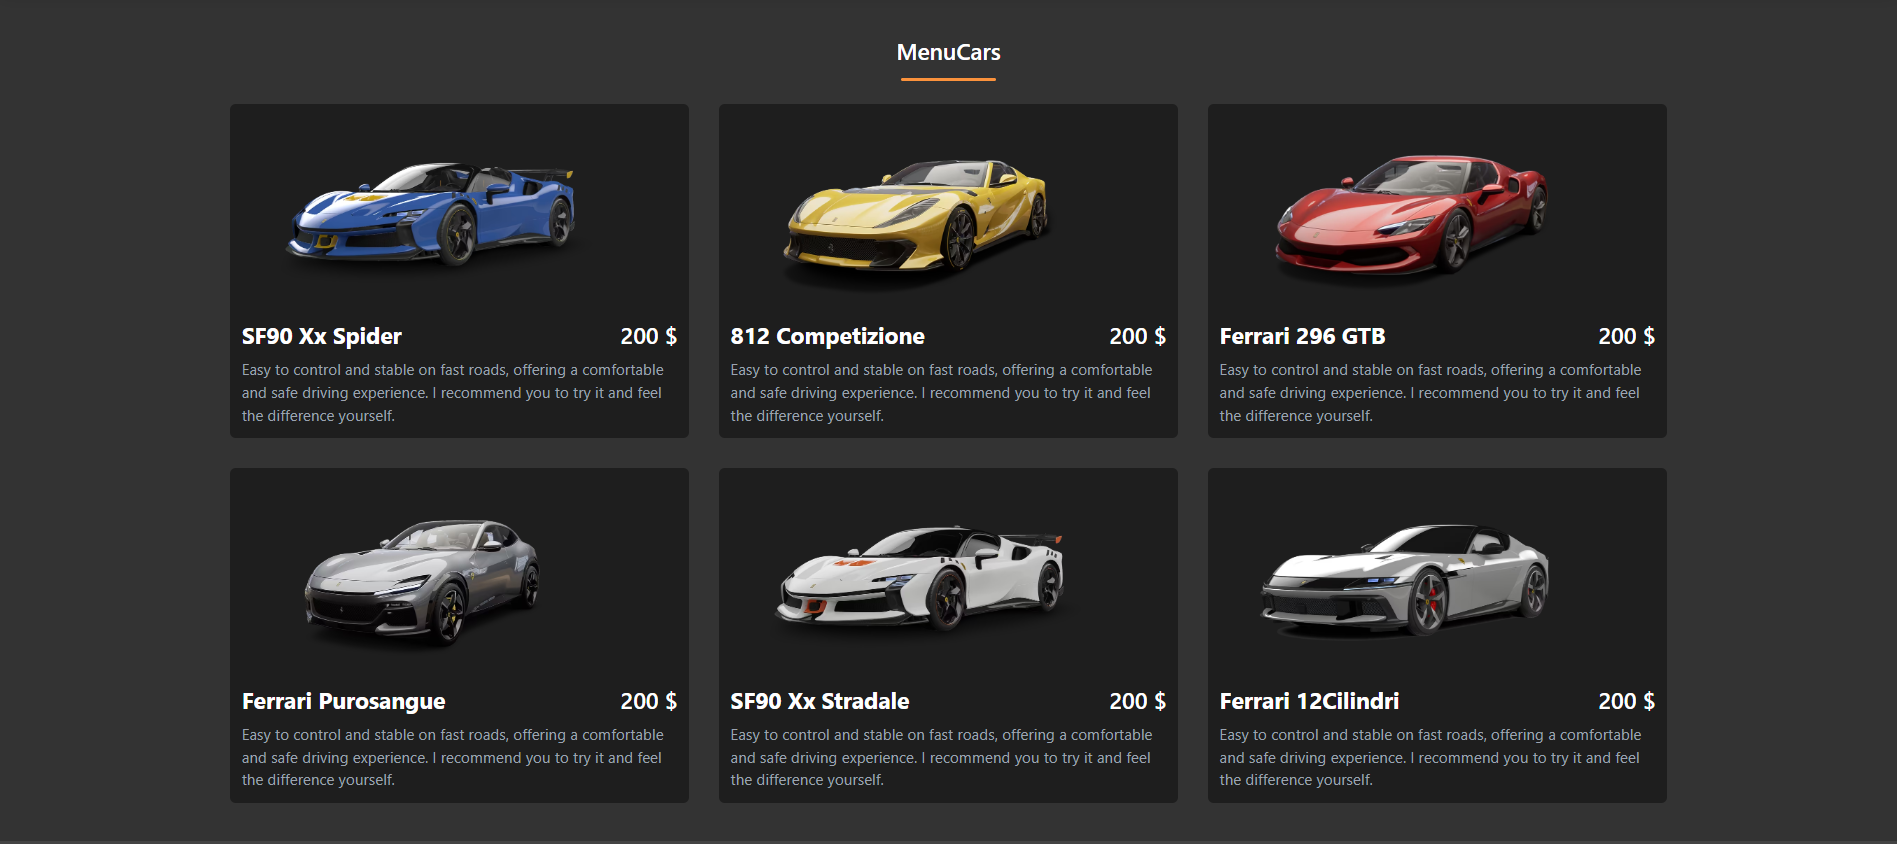 MenuCars
SF90 Xx Spider 200 $
Easy to control and stable on fast roads, offering a comfortable
and safe driving experience. I recommend you to try it and feel
the difference yourself.
812 Competizione 200 $
Easy to control and stable on fast roads, offering a comfortable
and safe driving experience. I recommend you to try it and feel
the difference yourself.
Ferrari 296 GTB 200 $
Easy to control and stable on fast roads, offering a comfortable
and safe driving experience. I recommend you to try it and feel
the difference yourself.
Ferrari Purosangue 200 $
Easy to control and stable on fast roads, offering a comfortable
and safe driving experience. I recommend you to try it and feel
the difference yourself.
SF90 Xx Stradale 200 $
Easy to control and stable on fast roads, offering a comfortable
and safe driving experience. I recommend you to try it and feel
the difference yourself.
Ferrari 12Cilindri 200 $
Easy to control and stable on fast roads, offering a comfortable
and safe driving experience. I recommend you to try it and feel
the difference yourself.